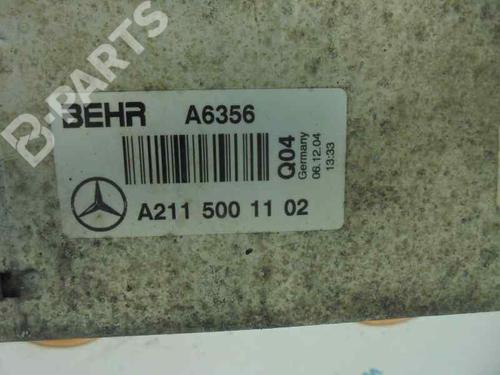 B-PARTS
BEHR A6356
Q04
Germany
06.12.04
13:33
A211 500 11 02